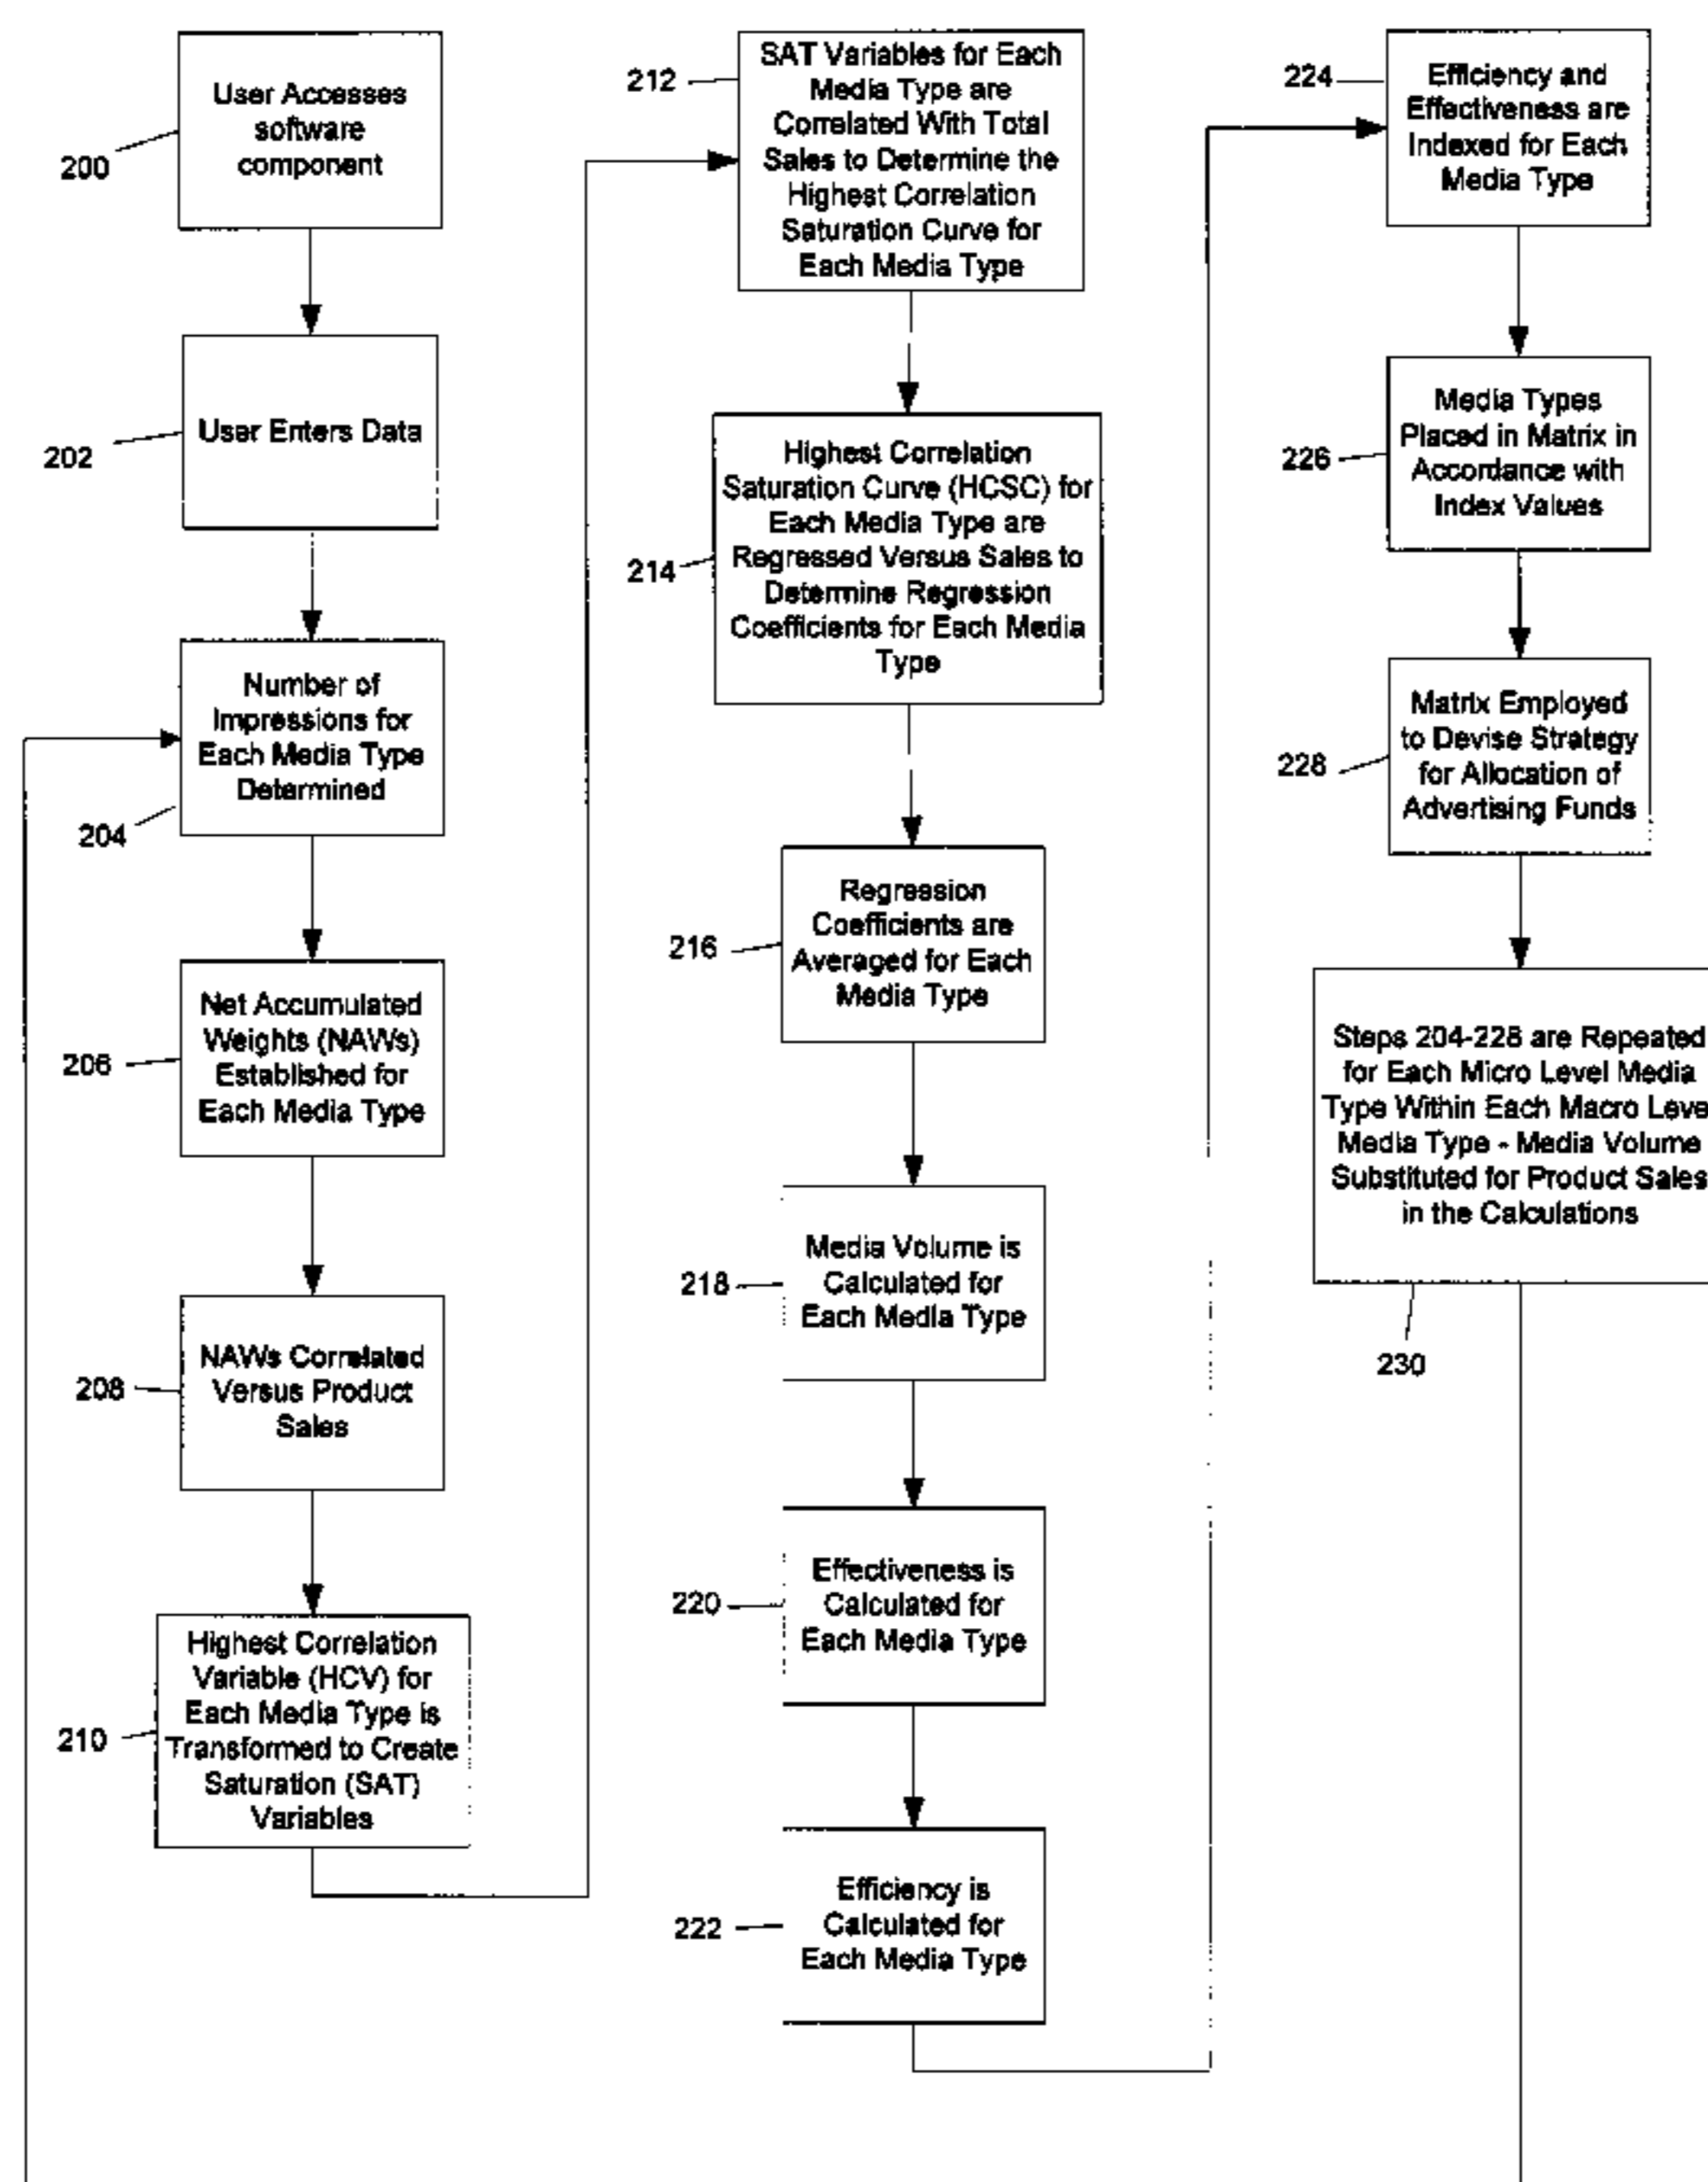 User Accesses
software
component
200
User Enters Data
202
Number of
Impressions for
Each Media Type
Determined
204
Net Accumulated
Weights (NAWs)
Established for
Each Media Type
206
NAWs Correlated
Versus Product
Sales
208
Highest Correlation
Variable (HCV) for
Each Media Type is
Transformed to Create
Saturation (SAT)
Variables
210
212
SAT Variables for Each
Media Type are
Correlated With Total
Sales to Determine the
Highest Correlation
Saturation Curve for
Each Media Type
Highest Correlation
Saturation Curve (HCSC) for
Each Media Type are
Regressed Versus Sales to
Determine Regression
Coefficients for Each Media
Type
214
Regression
Coefficients are
Averaged for Each
Media Type
216
Media Volume is
Calculated for
Each Media Type
218
Effectiveness is
Calculated for
Each Media Type
220
Efficiency is
Calculated for
Each Media Type
222
224
Efficiency and
Effectiveness are
Indexed for Each
Media Type
Media Types
Placed in Matrix in
Accordance with
Index Values
226
Matrix Employed
to Devise Strategy
for Allocation of
Advertising Funds
228
Steps 204-228 are Repeated
for Each Micro Level Media
Type Within Each Macro Leve
Media Type - Media Volume
Substituted for Product Sales
in the Calculations
230